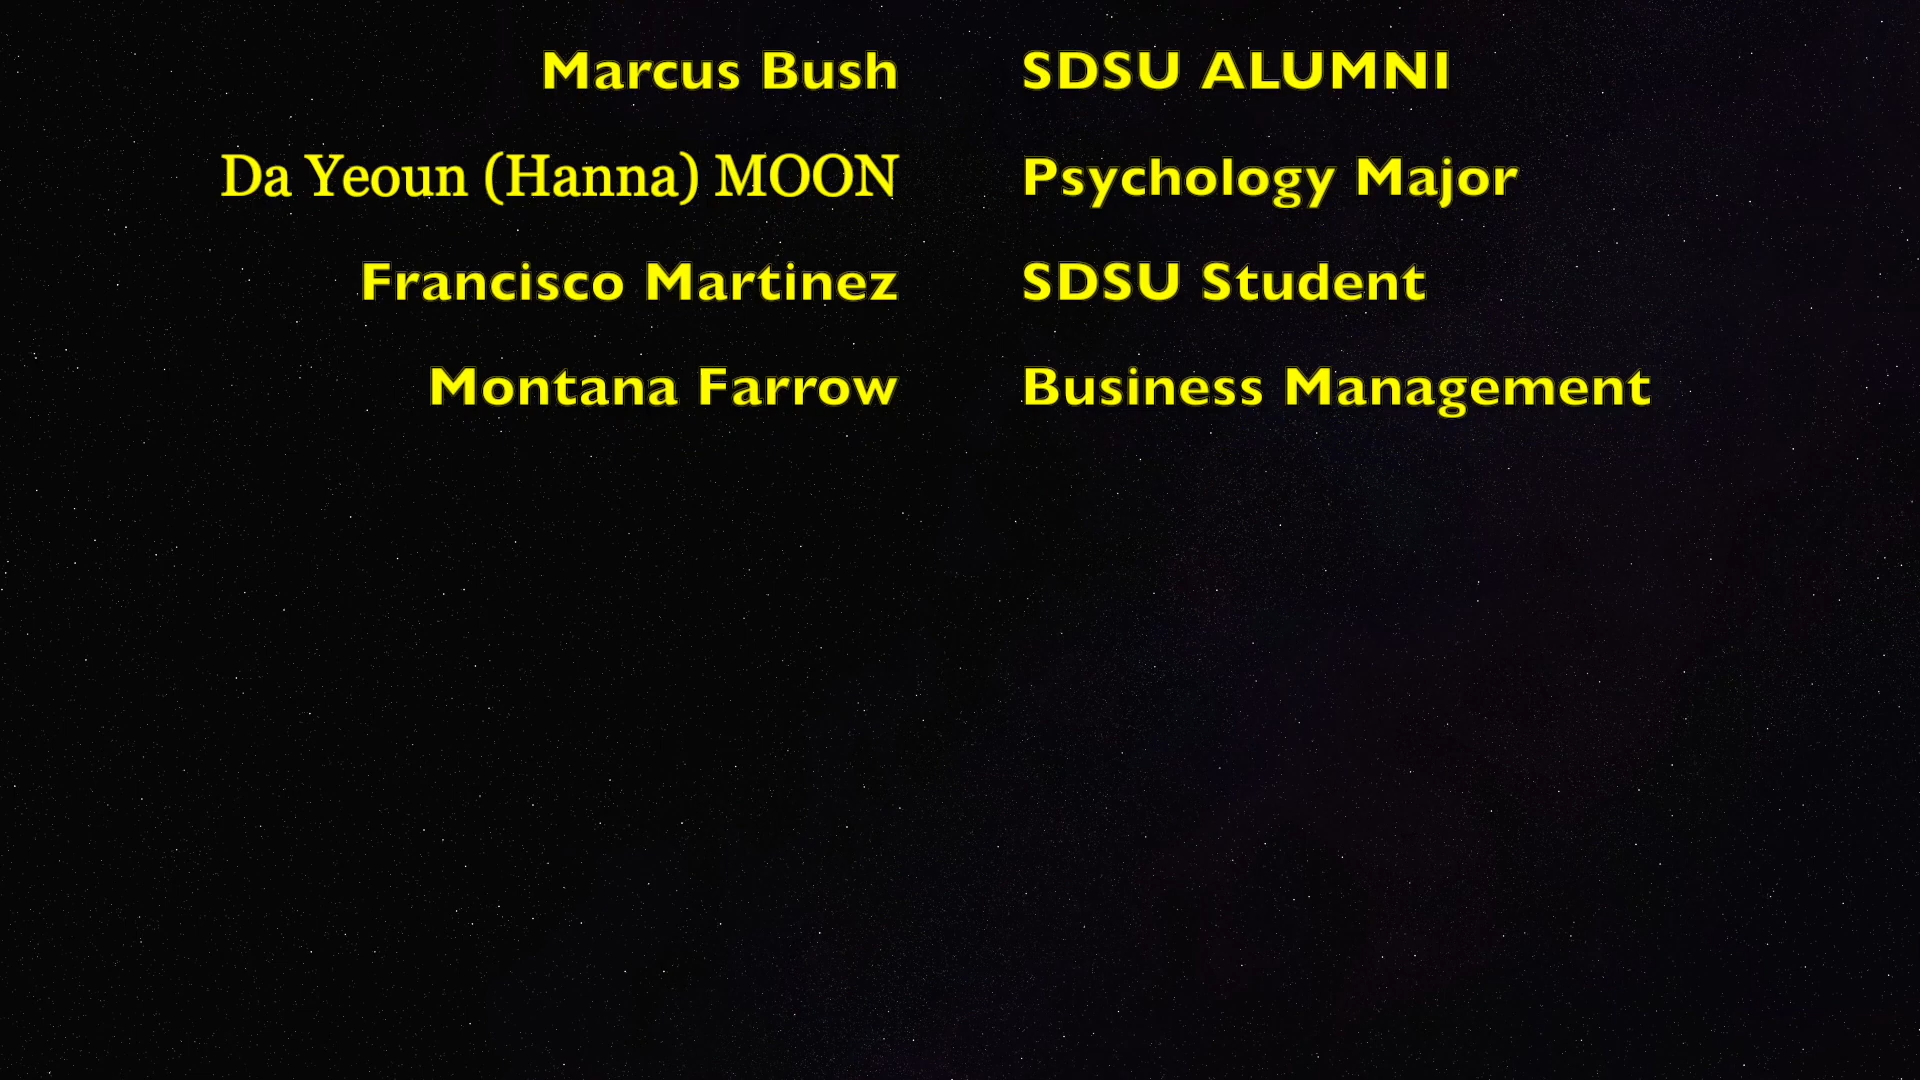 Marcus Bush SDSU ALUMNI
Da Yeoun (Hanna) MOON Psychology Major
Francisco Martinez SDSU Student
Montana Farrow Business Management